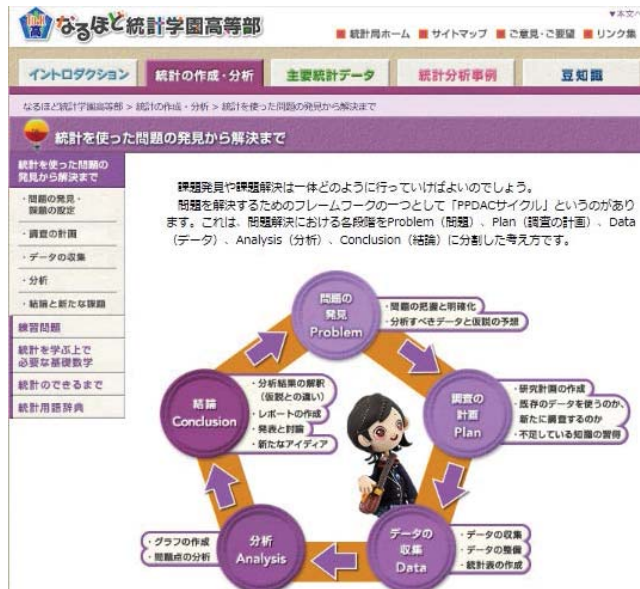 高
なるほど統計学園高等部
▼本文へ
統計局ホーム サイトマップ ご意見・ご要望 リンク集
イントロダクション 統計の作成・分析 主要統計データ 統計分析事例 豆知識
なるほど統計学園高等部 > 統計の作成・分析 > 統計を使った問題の発見から解決まで
統計を使った問題の発見から解決まで
統計を使った問題の
発見から解決まで
・問題の発見・
課題の設定
・調査の計画
・データの収集
・分析
・結論と新たな課題
練習問題
統計を学ぶ上で
必要な基礎数学
統計のできるまで
統計用語辞典
課題発見や課題解決は一体どのように行っていけばよいのでしょう。
問題を解決するためのフレームワークの一つとして「PPDACサイクル」というのがあり
ます。これは、問題解決における各段階をProblem（問題）、Plan（調査の計画）、Data
（データ）、Analysis（分析）、Conclusion（結論）に分割した考え方です。
問題の
発見
Problem
・問題の把握と明確化
・分析すべきデータと仮説の予想
調査の
計画
Plan
・研究計画の作成
・既存のデータを使うのか、
新たに調査するのか
・不足している知識の習得
データの
収集
Data
・データの収集
・データの整備
・統計表の作成
分析
Analysis
・グラフの作成
・問題点の分析
結論
Conclusion
・分析結果の解釈
（仮説との違い）
・レポートの作成
・発表と討論
・新たなアイディア